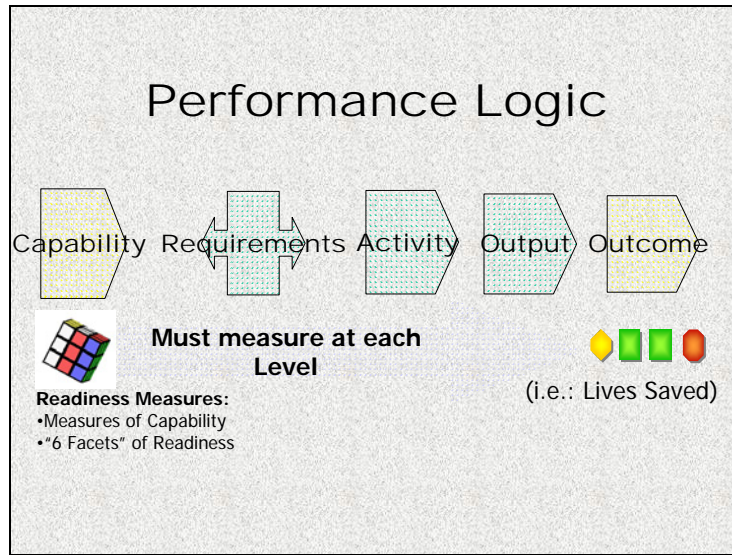 Performance Logic
Capability Requirements Activity Output Outcome
Must measure at each
Level
(i.e.: Lives Saved)
Readiness Measures:
•Measures of Capability
•"6 Facets" of Readiness